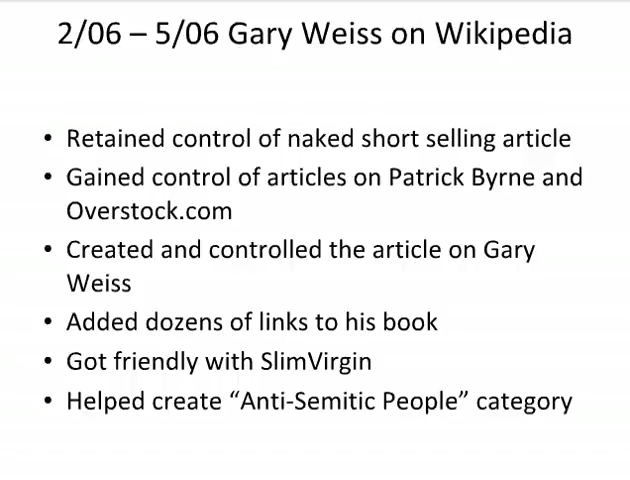 2/06 – 5/06 Gary Weiss on Wikipedia
• Retained control of naked short selling article
• Gained control of articles on Patrick Byrne and
Overstock.com
• Created and controlled the article on Gary
Weiss
• Added dozens of links to his book
• Got friendly with SlimVirgin
• Helped create “Anti-Semitic People” category